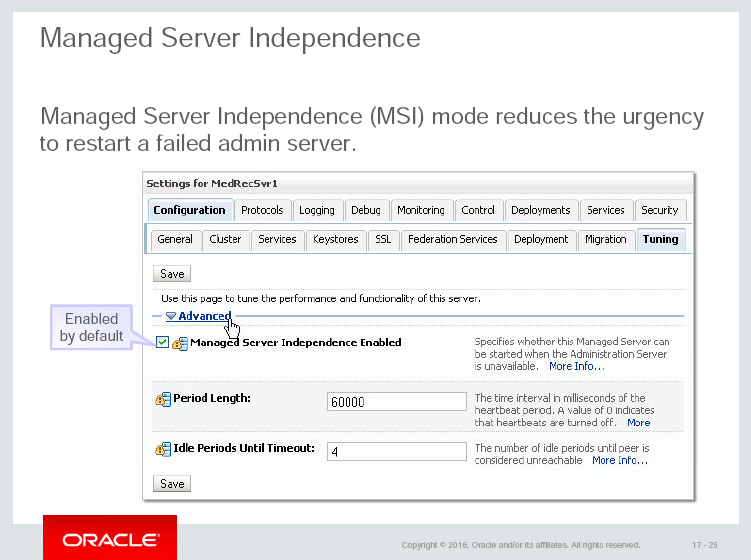 Managed Server Independence
Managed Server Independence (MSI) mode reduces the urgency
to restart a failed admin server.
Settings for MedRecSvr1
Configuration Protocols Logging Debug Monitoring Control Deployments Services Security
General Cluster Services Keystores SSL Federation Services Deployment Migration Tuning
Save
Use this page to tune the performance and functionality of this server.
Advanced
Enabled
by default
Managed Server Independence Enabled
Specifies whether this Managed Server can
be started when the Administration Server
is unavailable. More Info...
Period Length:
60000
The time interval in milliseconds of the
heartbeat period. A value of 0 indicates
that heartbeats are turned off. More
Idle Periods Until Timeout:
4
The number of idle periods until peer is
considered unreachable More Info...
Save
ORACLE
Copyright © 2016, Oracle and/or its affiliates. All rights reserved.
17 - 26